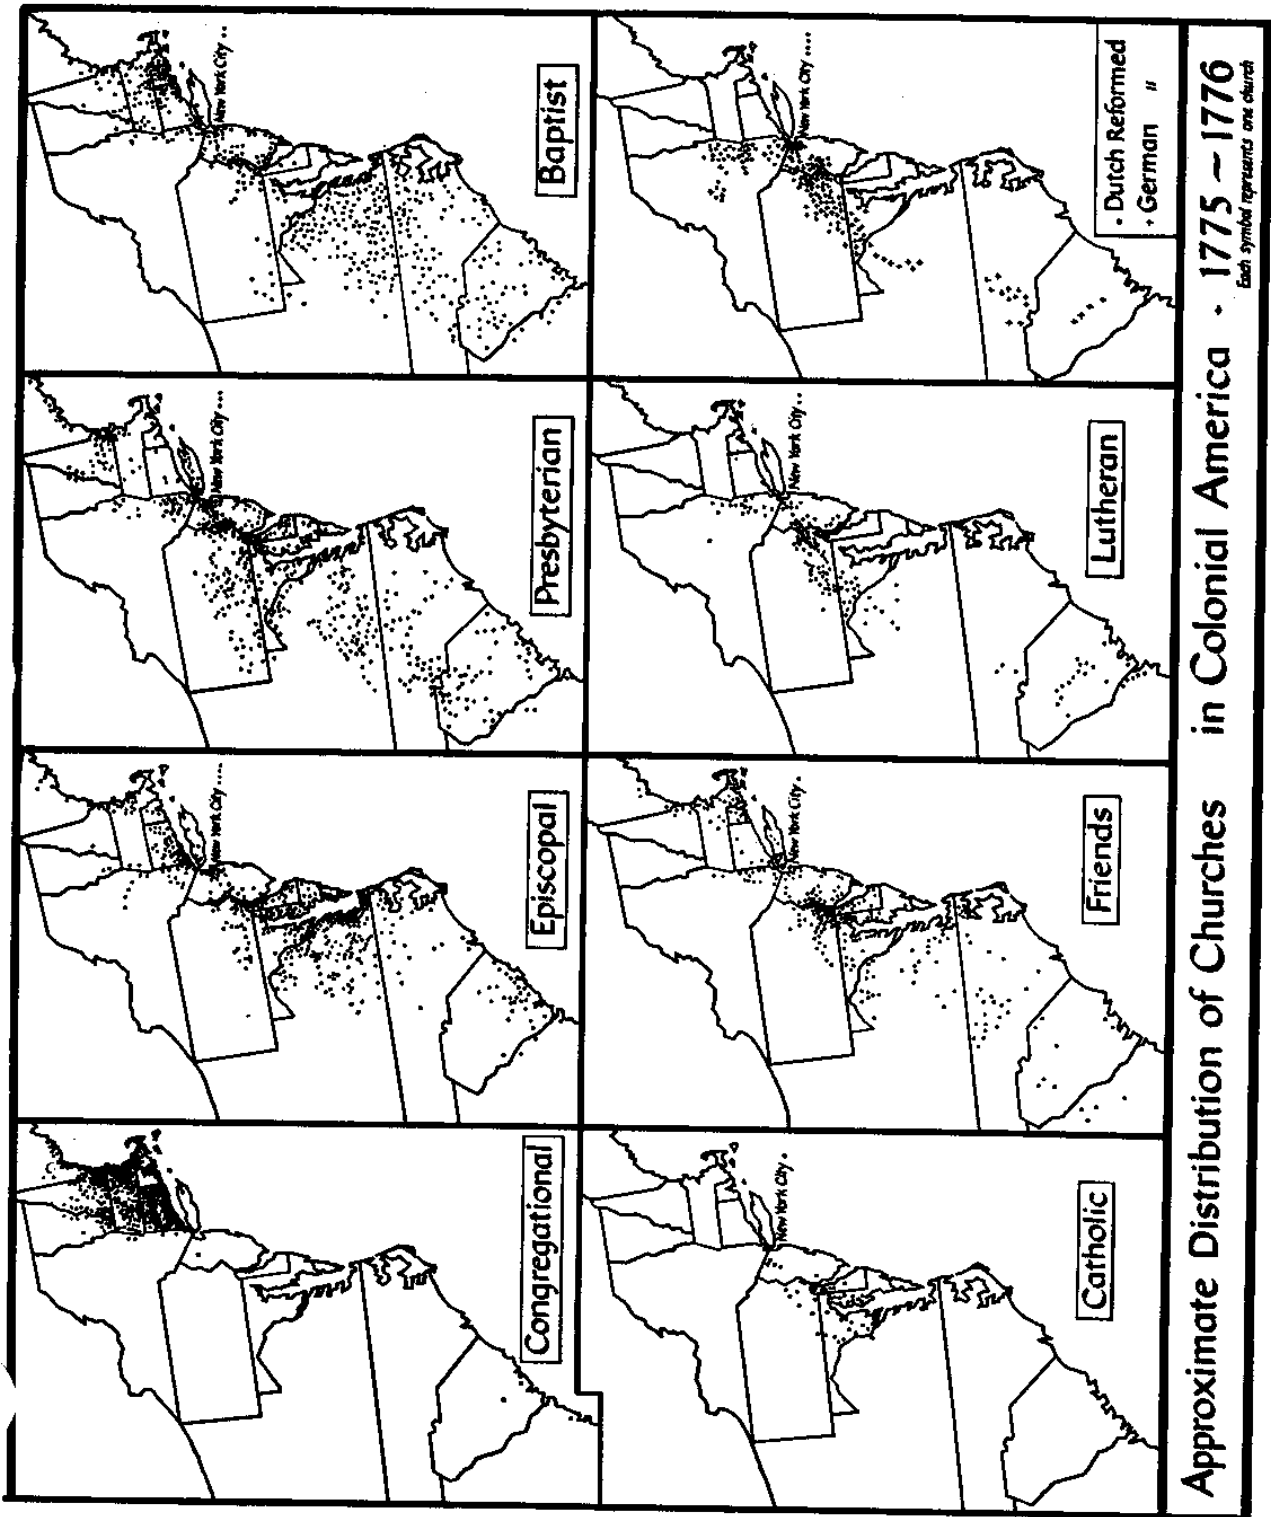 Congregational
Episcopal
New York City ....
Presbyterian
New York City ...
Baptist
New York City ..
Catholic
New York City .
Friends
New York City .
Lutheran
New York City ..
New York City ....
• Dutch Reformed
+ German "
Approximate Distribution of Churches in Colonial America - 1775 – 1776
Each symbol represents one church